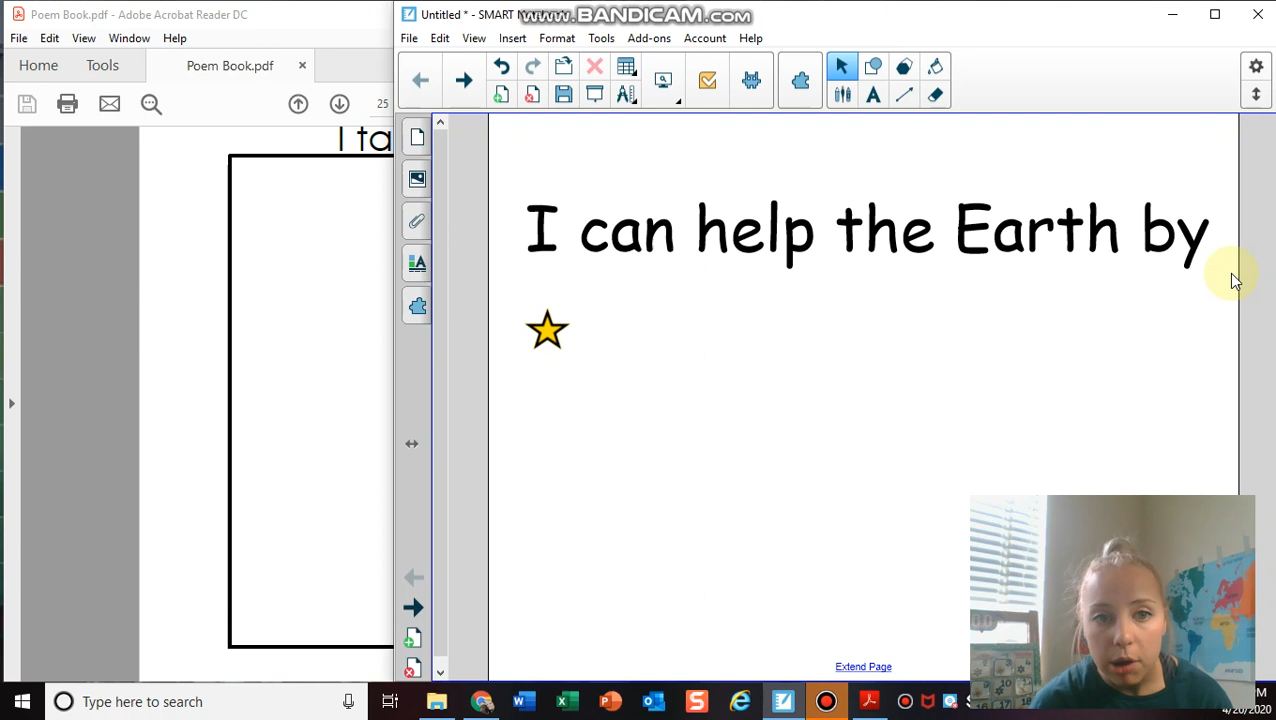 Poem Book.pdf - Adobe Acrobat Reader DC
File Edit View Window Help
Home Tools Poem Book.pdf ×
25
I ta
Untitled * - SMART
www.BANDICAM.com
File Edit View Insert Format Tools Add-ons Account Help
I can help the Earth by
Extend Page
Type here to search
4/20/2020